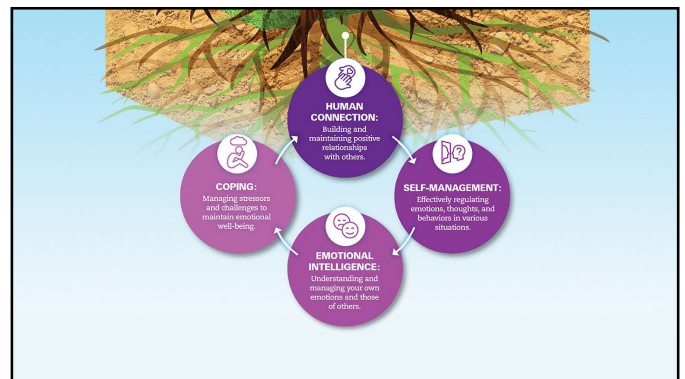 HUMAN
CONNECTION:
Building and
maintaining positive
relationships
with others.
SELF-MANAGEMENT:
Effectively regulating
emotions, thoughts, and
behaviors in various
situations.
EMOTIONAL
INTELLIGENCE:
Understanding and
managing your own
emotions and those
of others.
COPING:
Managing stressors
and challenges to
maintain emotional
well-being.